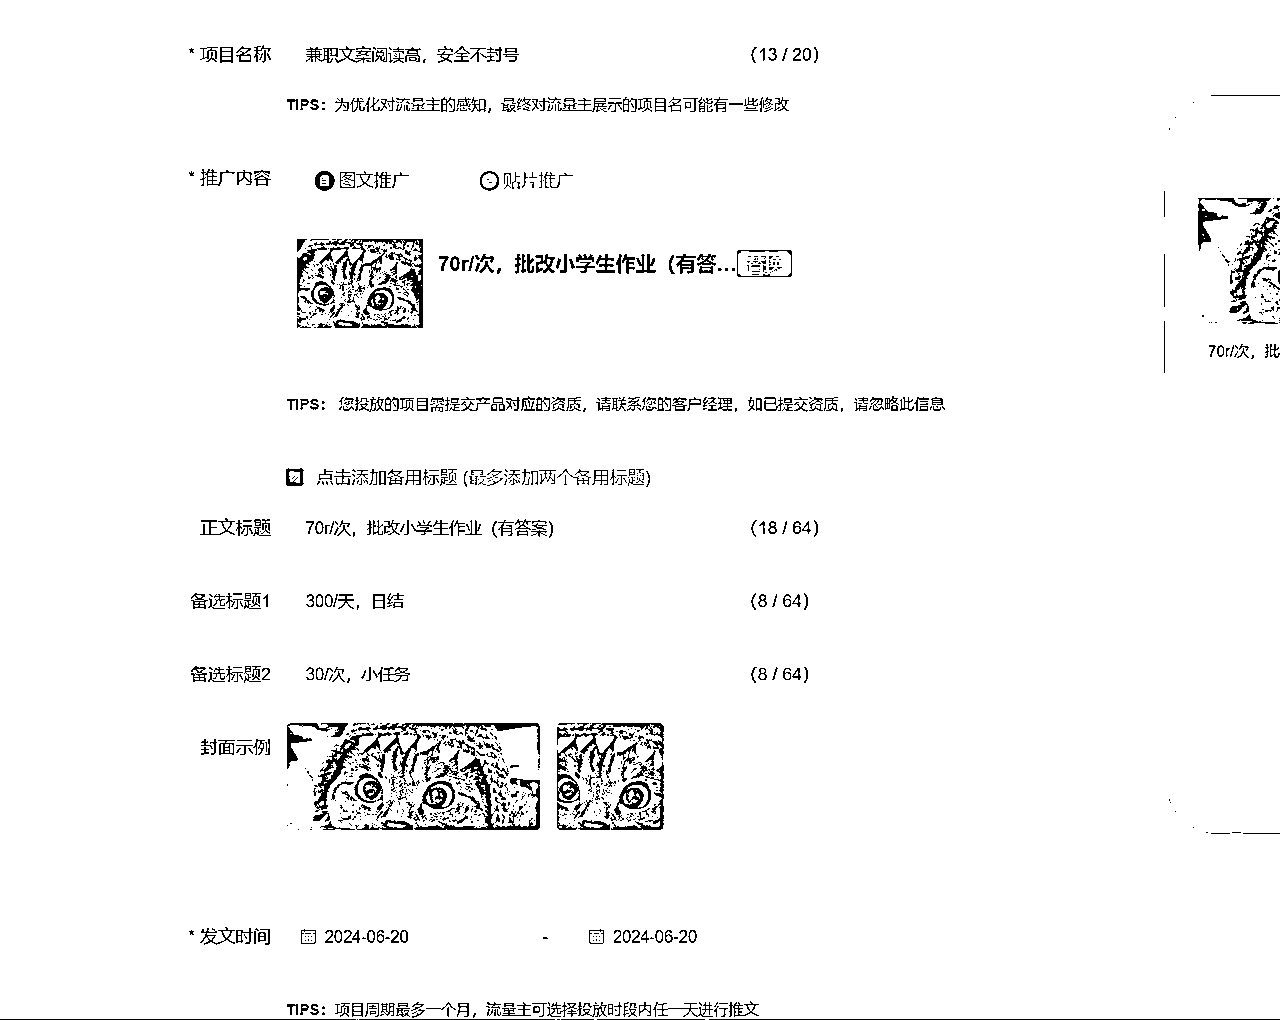 * 项目名称 兼职文案阅读高，安全不封号 (13 / 20)
TIPS：为优化对流量主的感知，最终对流量主展示的项目名可能有一些修改
* 推广内容 图文推广 贴片推广
70r/次，批改小学生作业（有答... 替换
70r/次，批
TIPS： 您投放的项目需提交产品对应的资质，请联系您的客户经理，如已提交资质，请忽略此信息
点击添加备用标题 (最多添加两个备用标题)
正文标题 70r/次，批改小学生作业（有答案） (18 / 64)
备选标题1 300/天，日结 (8 / 64)
备选标题2 30/次，小任务 (8 / 64)
封面示例
* 发文时间 2024-06-20 - 2024-06-20
TIPS：项目周期最多一个月，流量主可选择投放时段内任一天进行推文